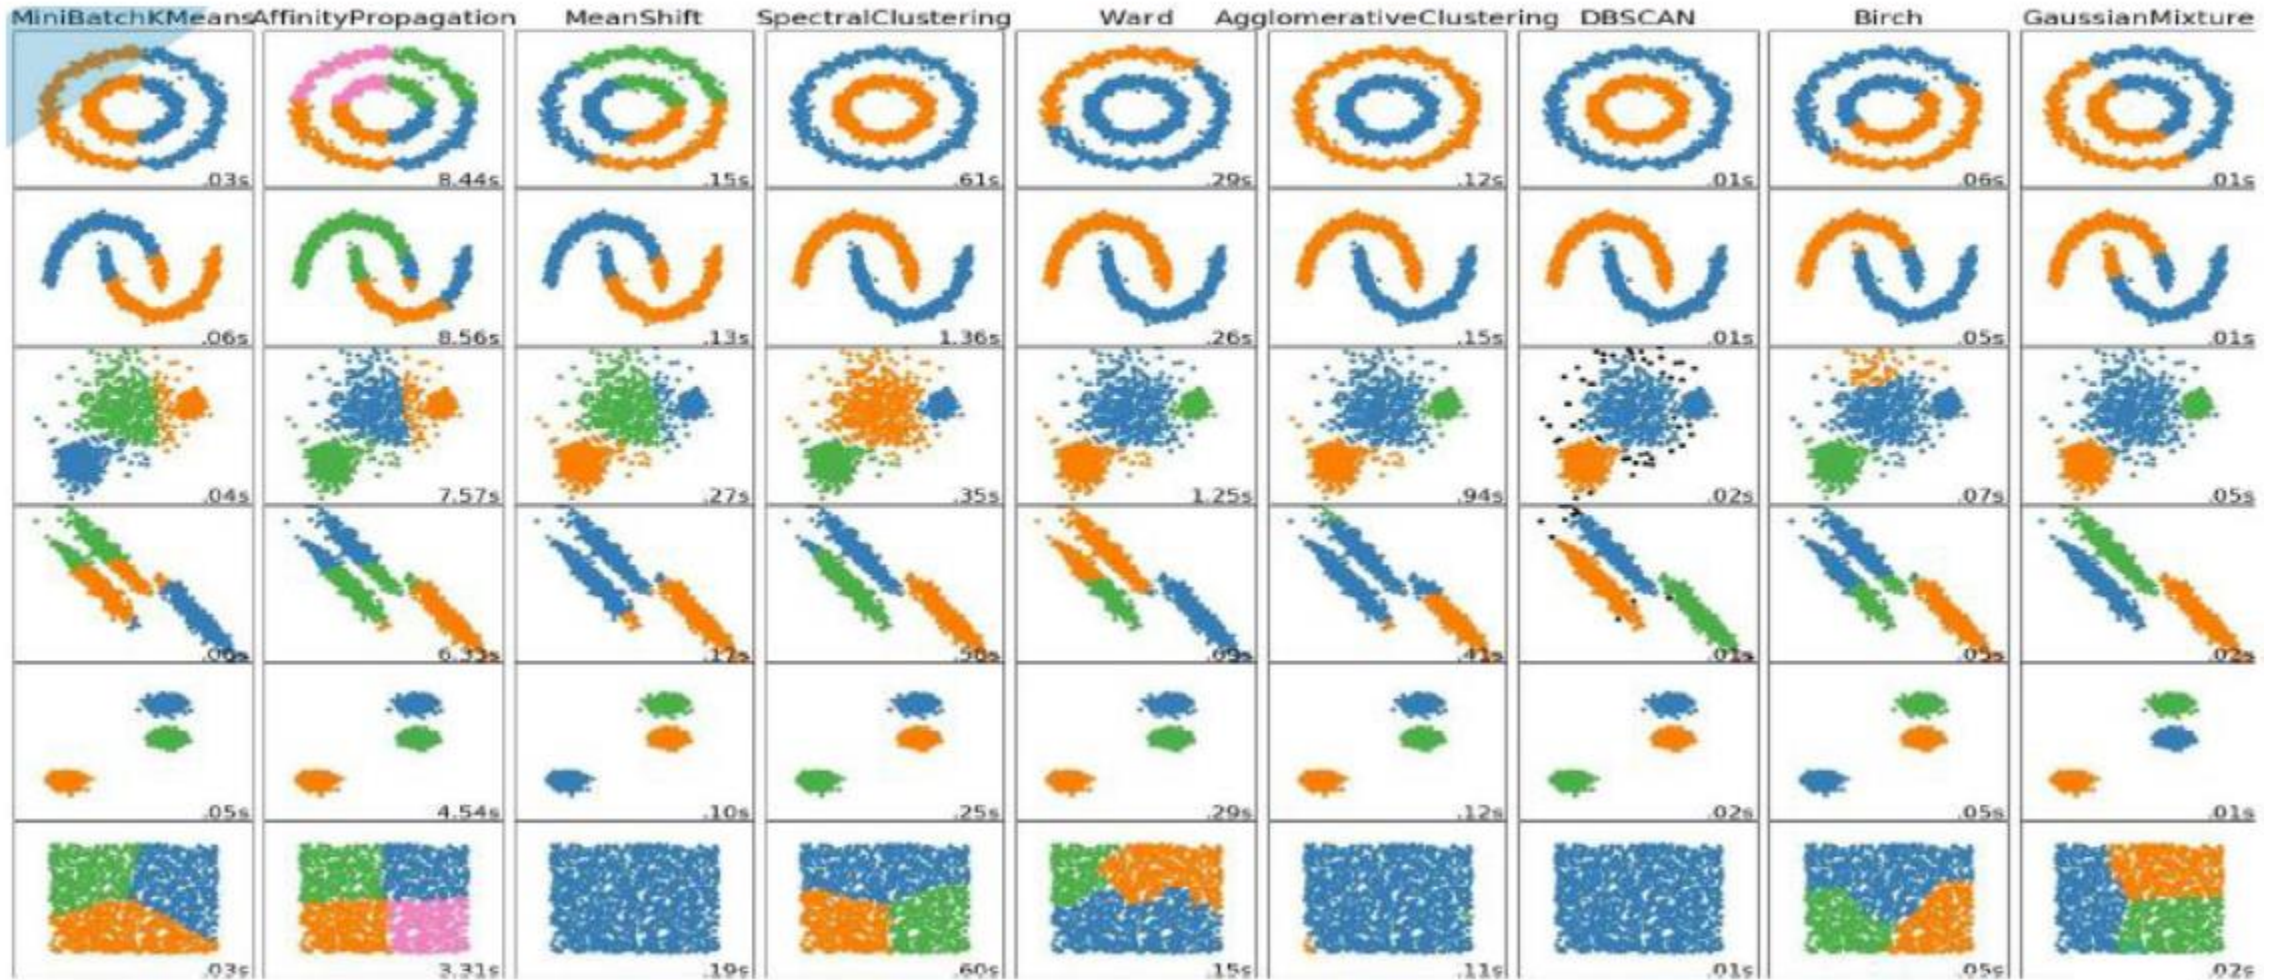 MiniBatchKMeans AffinityPropagation MeanShift SpectralClustering Ward AgglomerativeClustering DBSCAN Birch GaussianMixture
.03s 8.44s .15s .61s .29s .12s .01s .06s .01s
.06s 8.56s .13s 1.36s .26s .15s .01s .05s .01s
.04s 7.57s .27s .35s 1.25s .94s .02s .07s .05s
6.33s .41s .01s .05s .02s
.05s 4.54s .10s .25s .29s .12s .02s .05s .01s
.03s 3.31s .19s .60s .15s .11s .01s .05s .02s